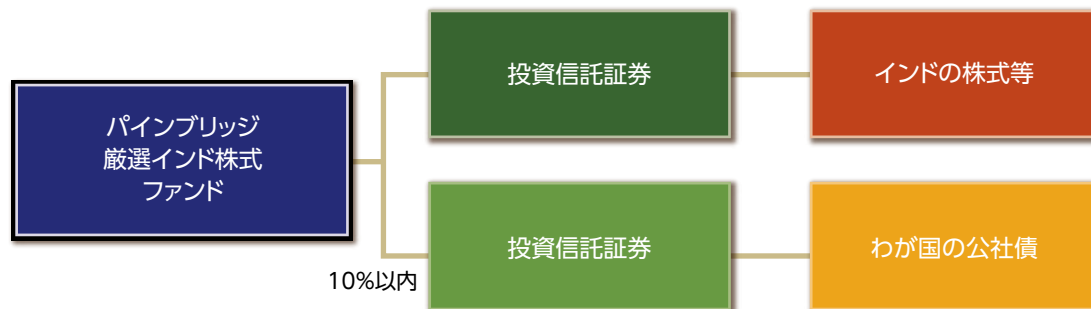 パインブリッジ
厳選インド株式
ファンド
投資信託証券
インドの株式等
10%以内
投資信託証券
わが国の公社債